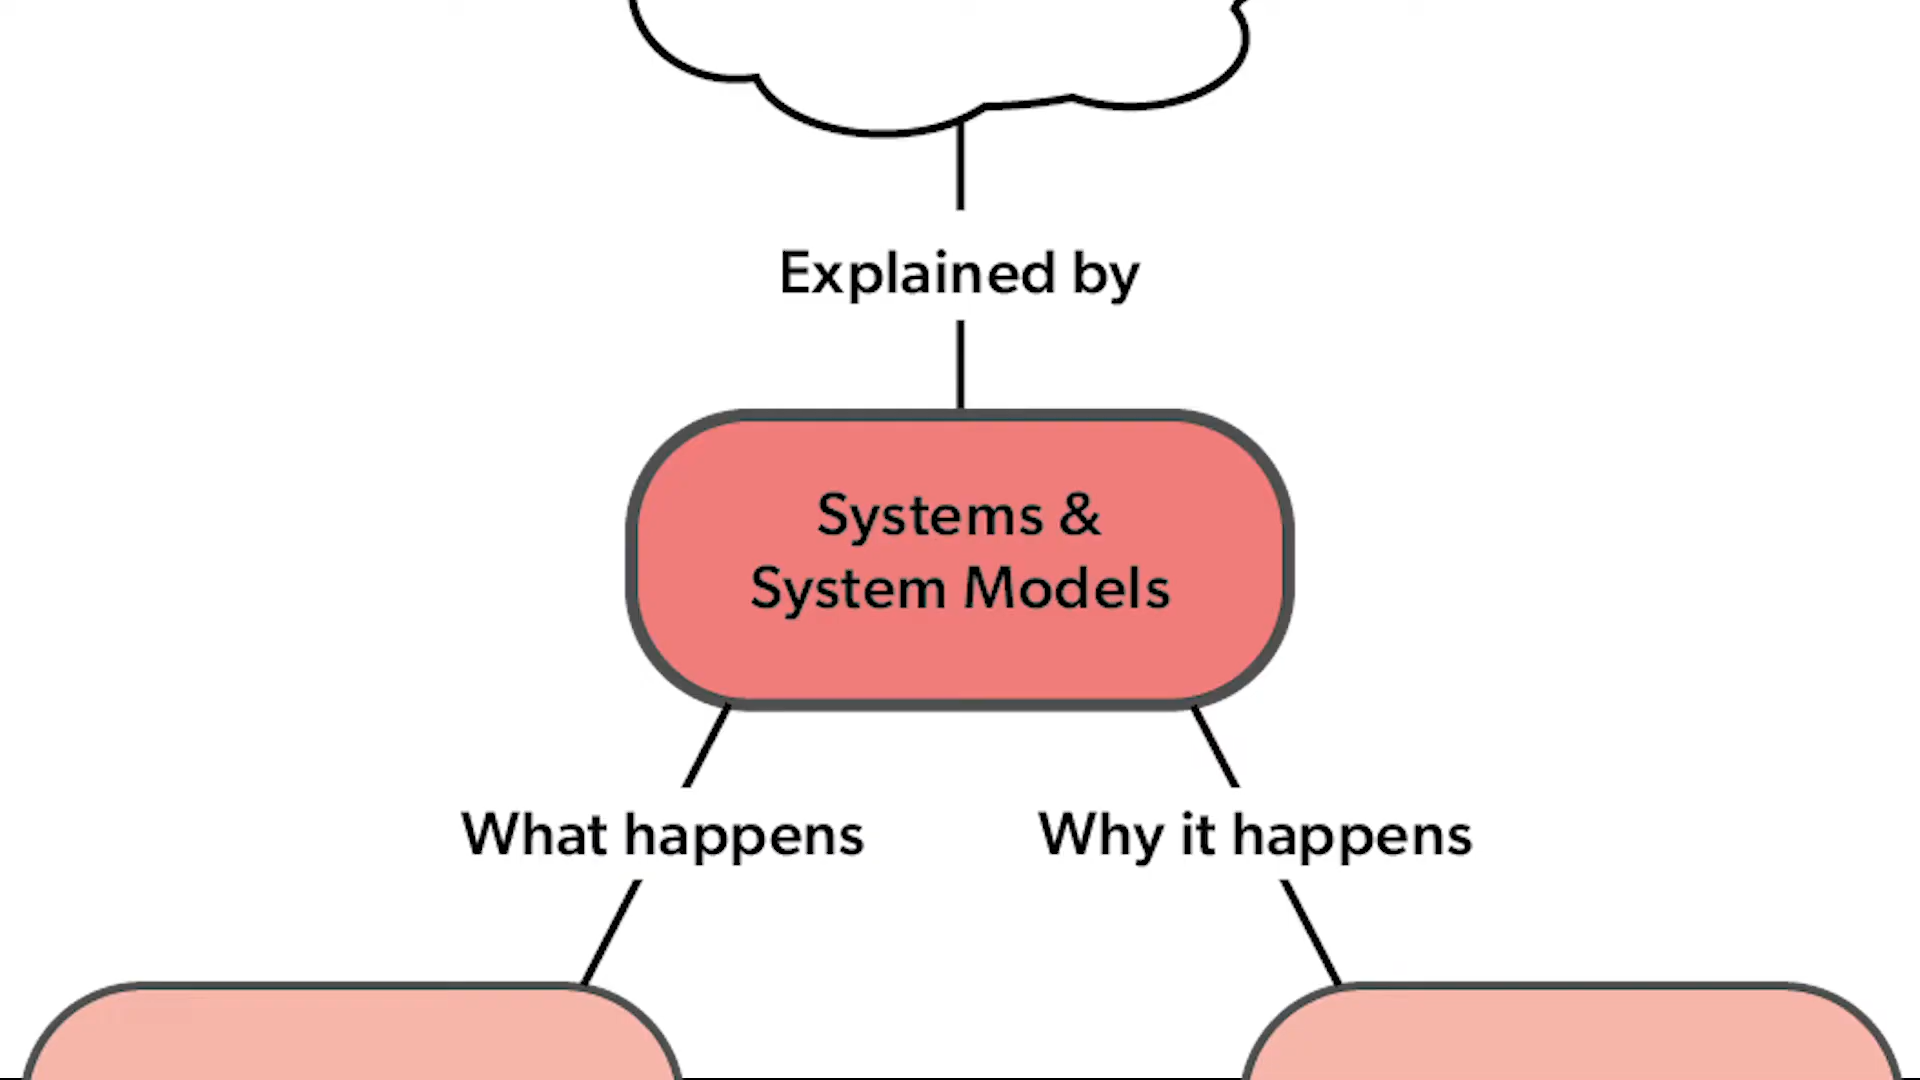 Explained by
Systems &
System Models
What happens
Why it happens